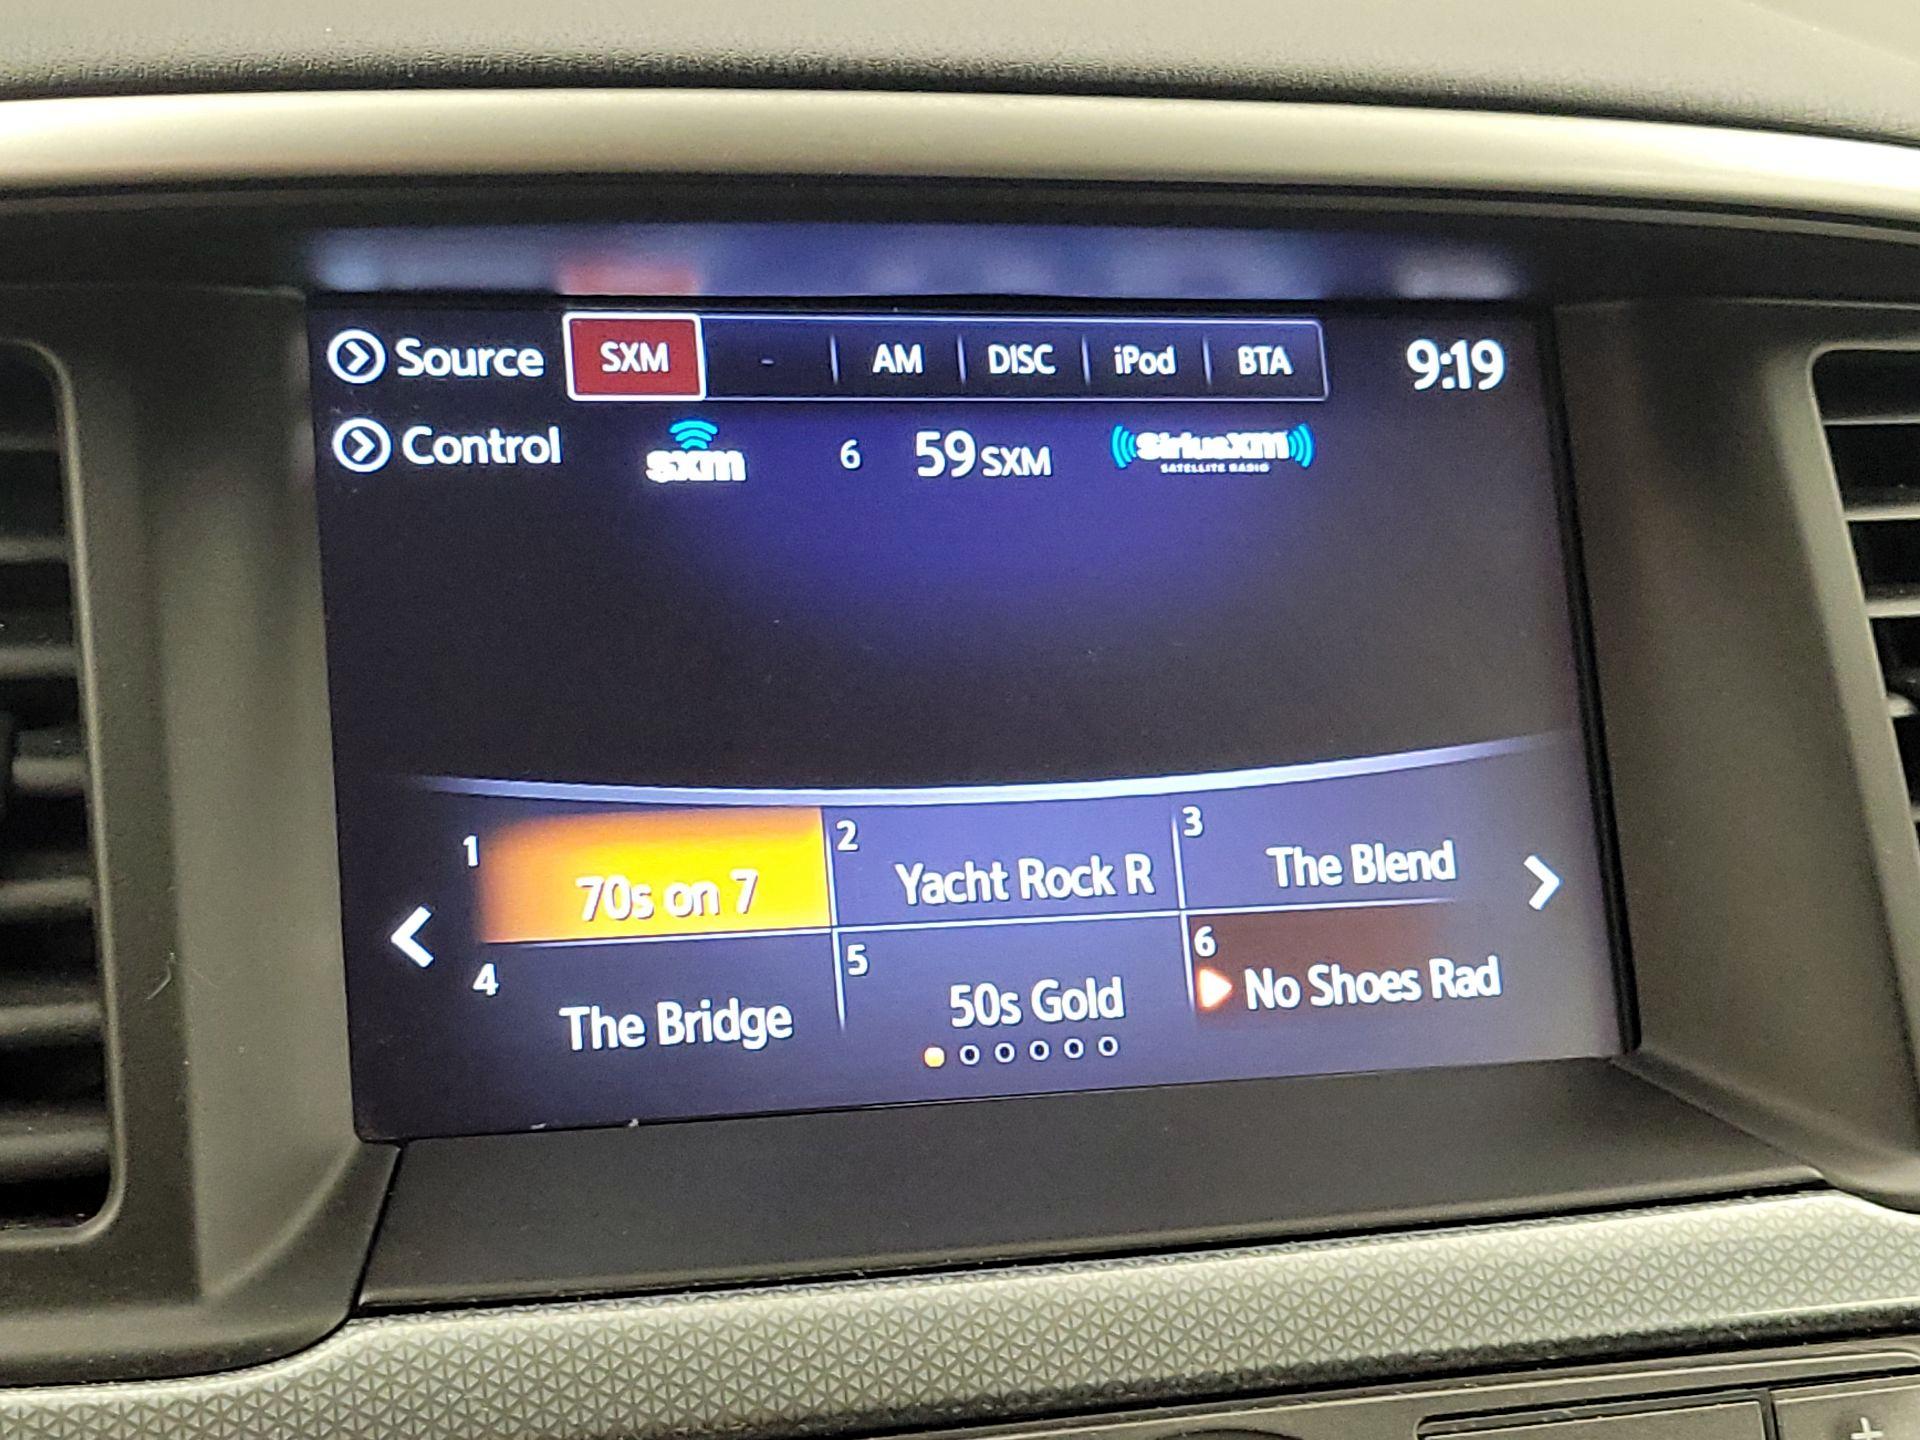 Source SXM - AM DISC iPod BTA 9:19
Control sxm 6 59 SXM SiriusXM
SATELLITE RADIO
1 70s on 7 2 Yacht Rock R 3 The Blend
4 The Bridge 5 50s Gold 6 No Shoes Rad
+